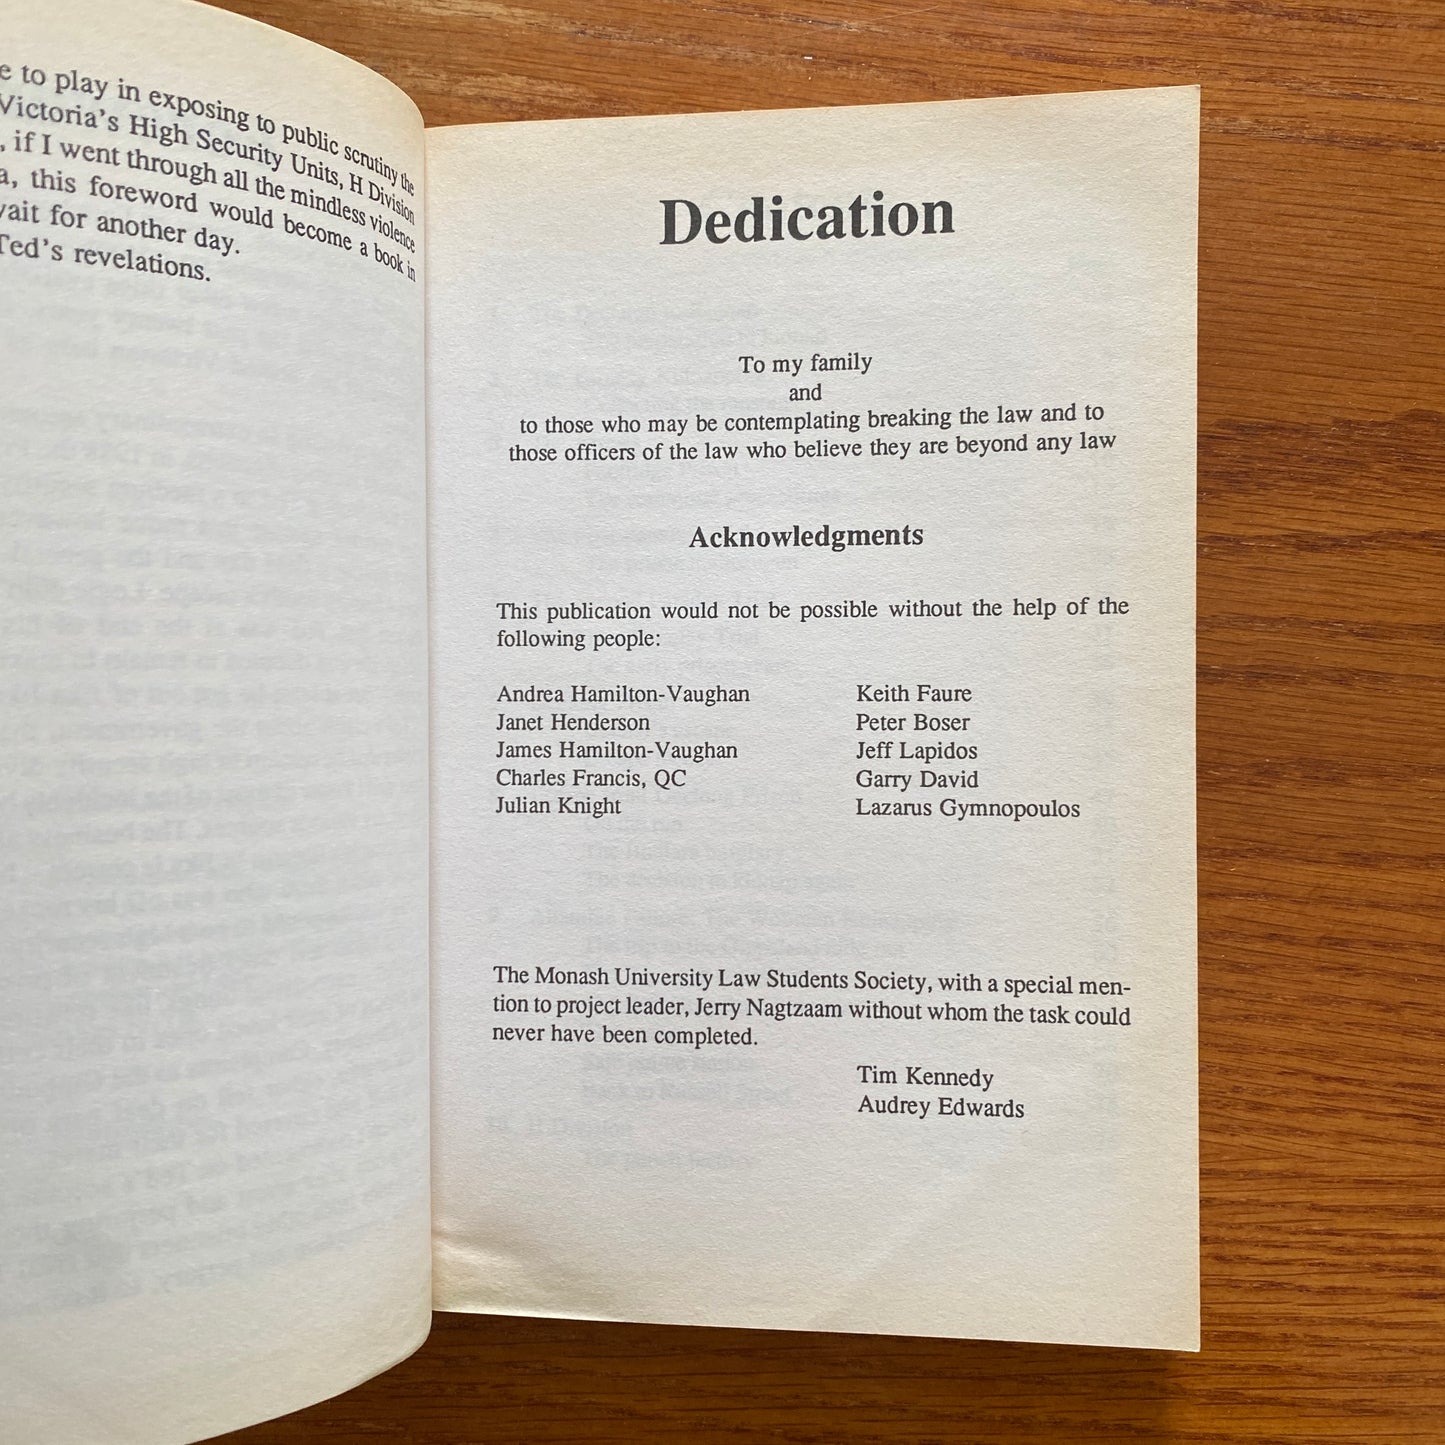 e to play in exposing to public scrutiny the
Victoria's High Security Units, H Division
, if I went through all the mindless violence
a, this foreword would become a book in
wait for another day.
Ted's revelations.
Dedication
To my family
and
to those who may be contemplating breaking the law and to
those officers of the law who believe they are beyond any law
Acknowledgments
This publication would not be possible without the help of the
following people:
Andrea Hamilton-Vaughan
Janet Henderson
James Hamilton-Vaughan
Charles Francis, QC
Julian Knight
Keith Faure
Peter Boser
Jeff Lapidos
Garry David
Lazarus Gymnopoulos
The Monash University Law Students Society, with a special men-
tion to project leader, Jerry Nagtzaam without whom the task could
never have been completed.
Tim Kennedy
Audrey Edwards